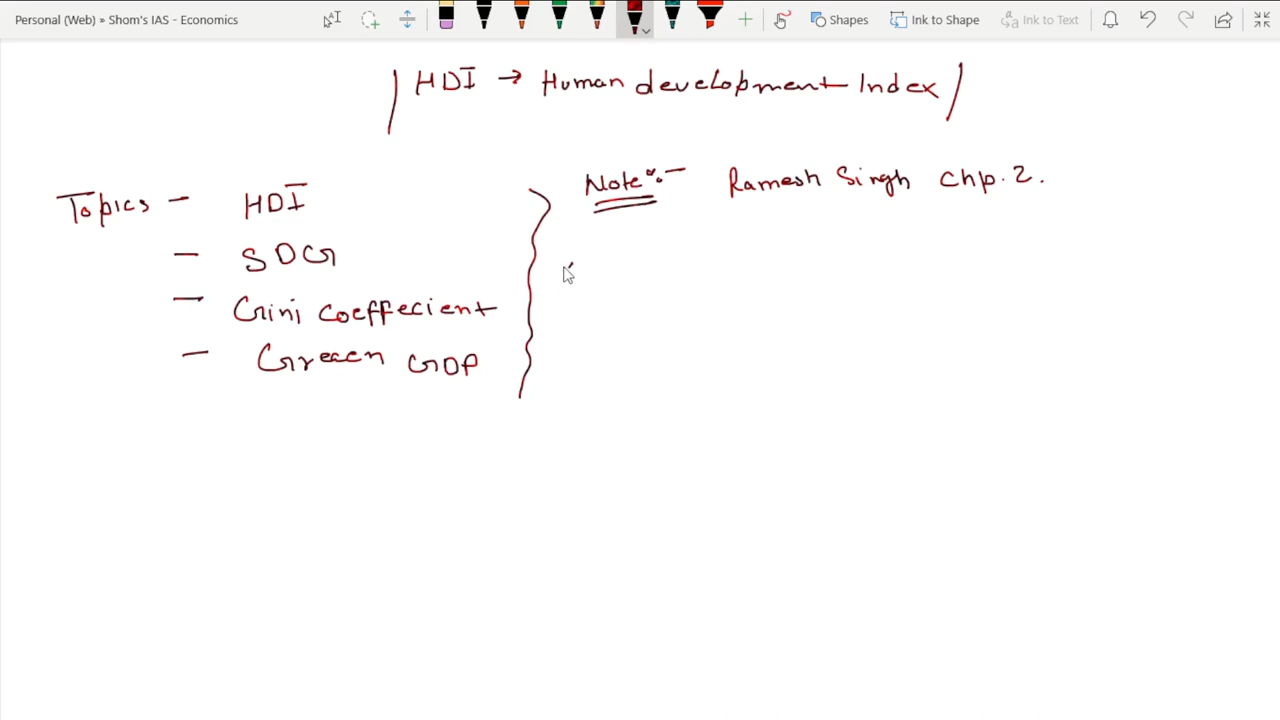 Personal (Web) » Shom's IAS - Economics
Shapes
Ink to Shape
Ink to Text
HDI → Human development Index
Topics - HDI
- SDG
- Gini coeffecient
- Greaen GDP
Note:- Ramesh Singh Chp. 2.